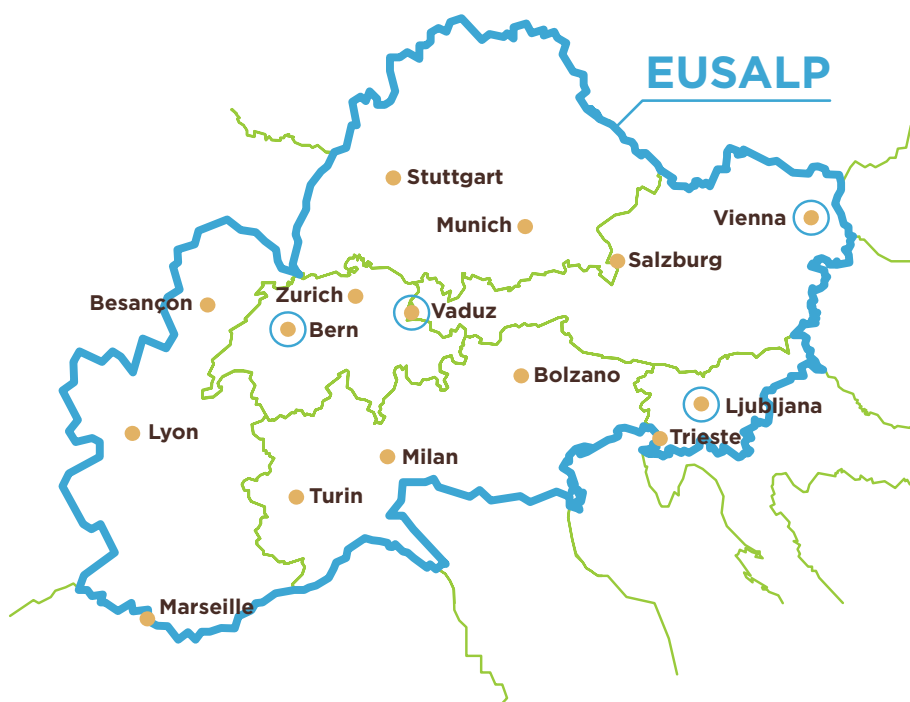 EUSALP
Stuttgart
Munich
Vienna
Salzburg
Besançon
Zurich
Vaduz
Bern
Bolzano
Ljubljana
Lyon
Trieste
Milan
Turin
Marseille